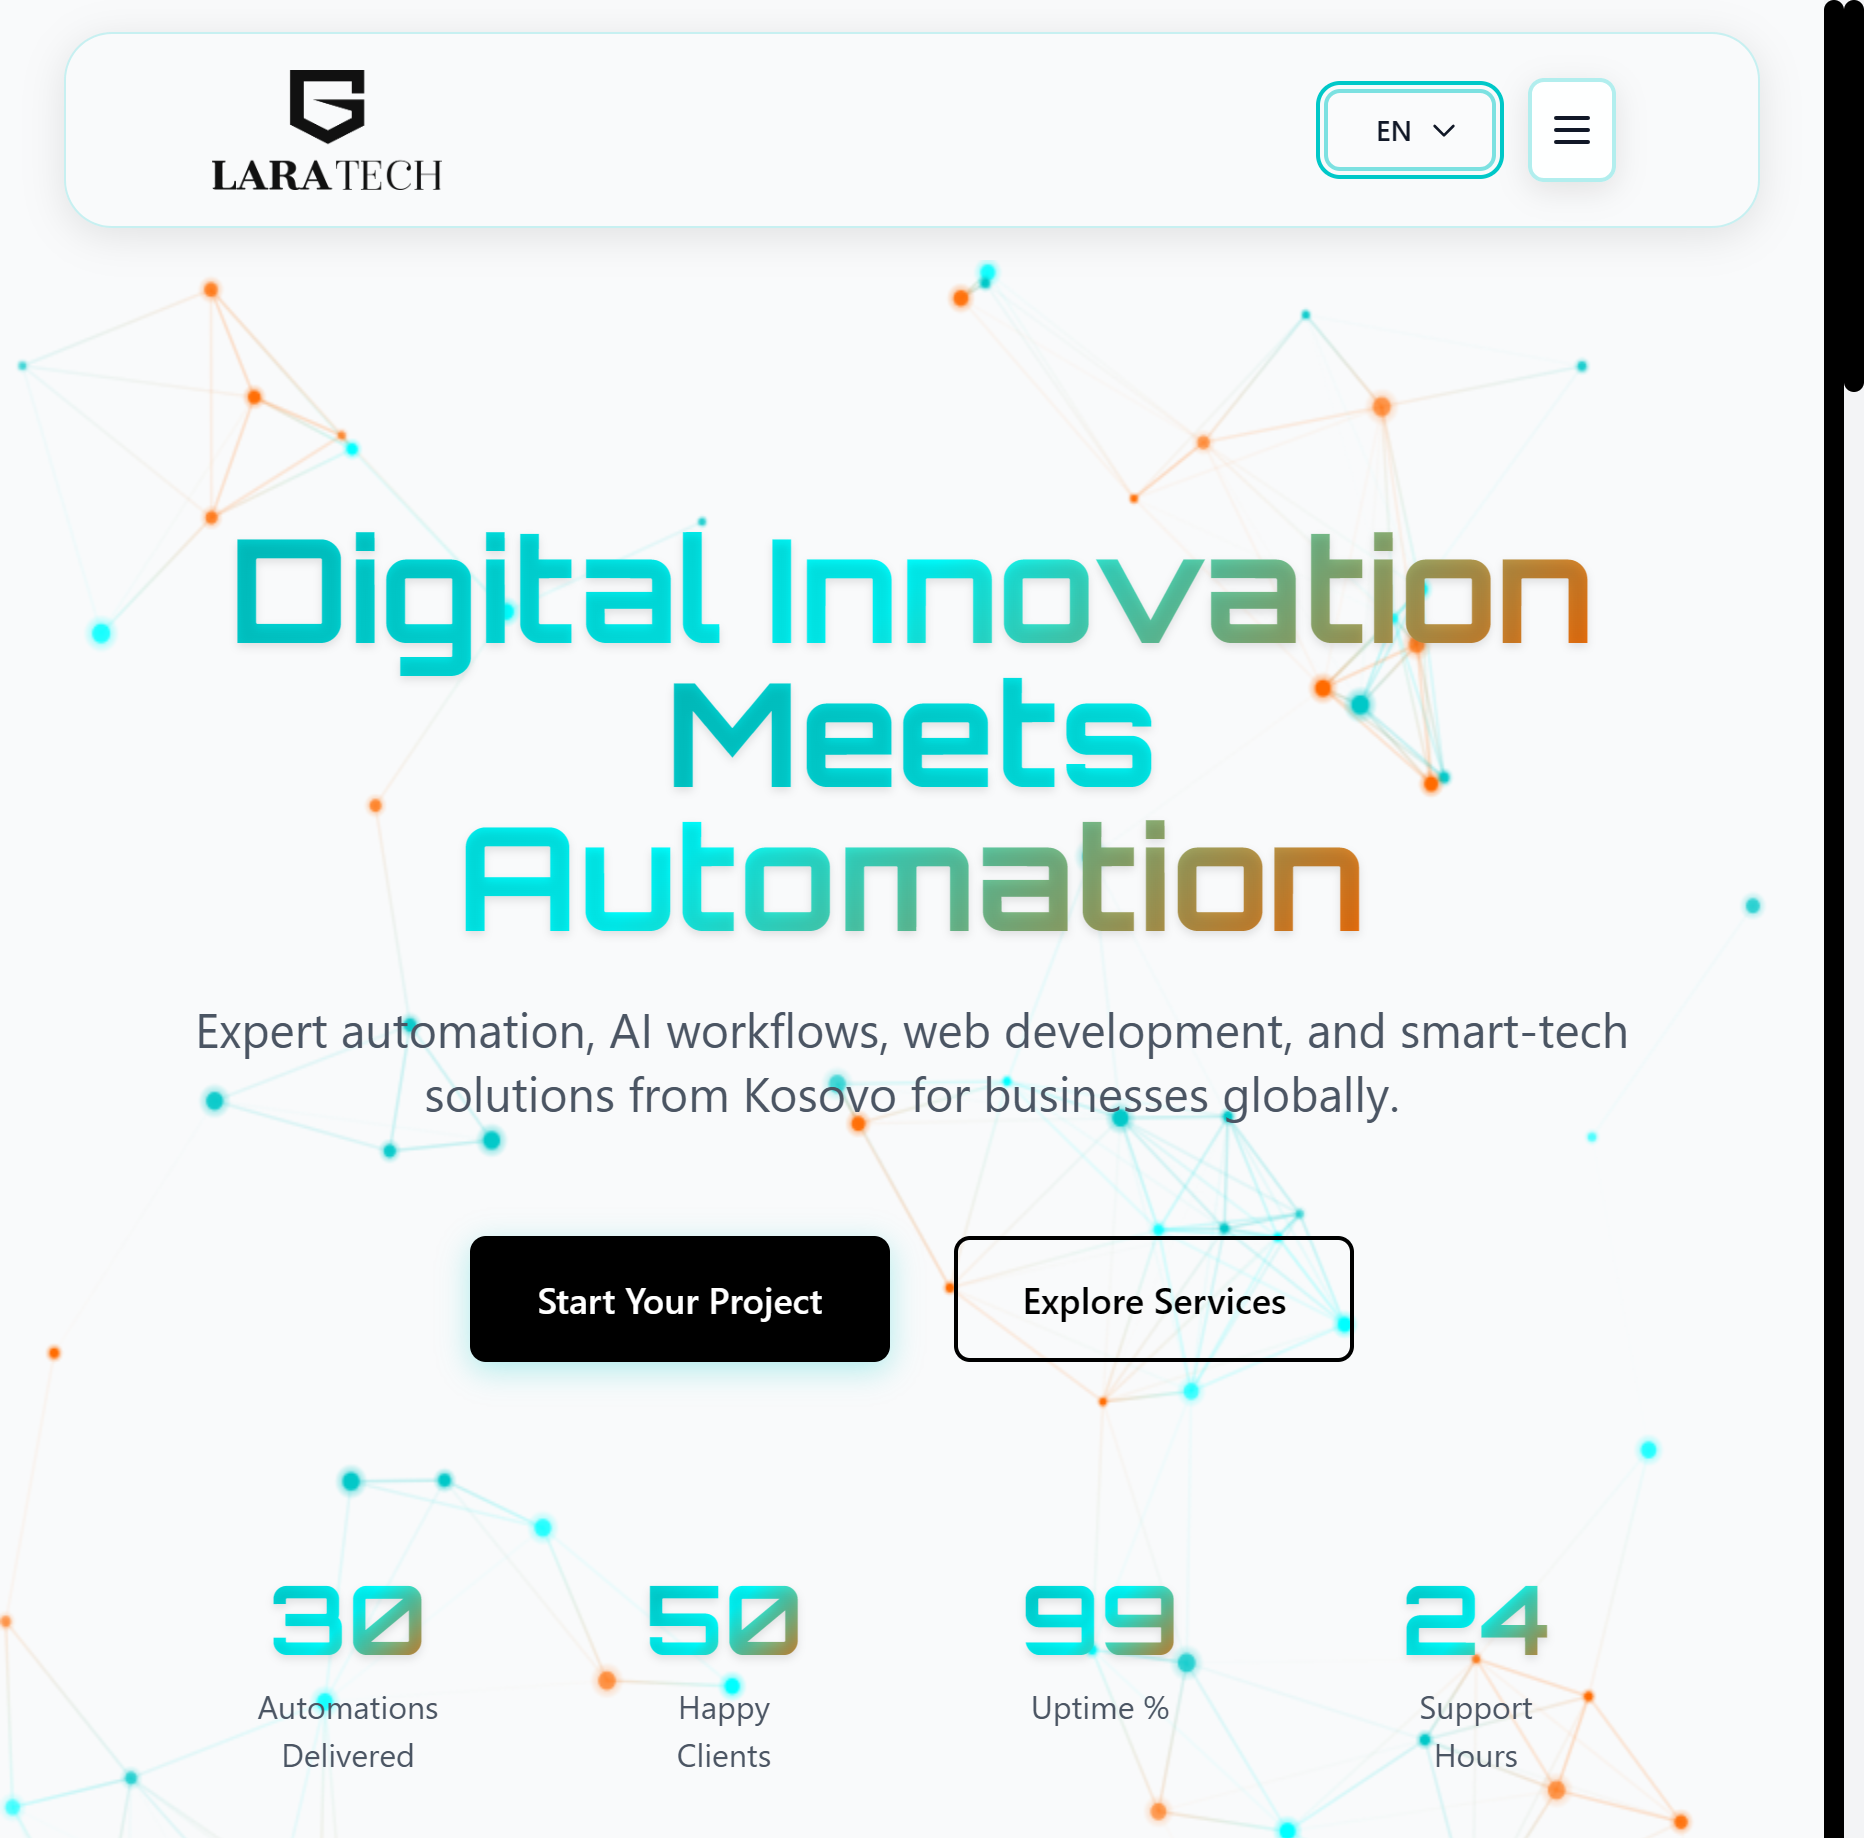 LARATECH
EN
Digital Innovation
Meets
Automation
Expert automation, AI workflows, web development, and smart-tech
solutions from Kosovo for businesses globally.
Start Your Project
Explore Services
30
Automations
Delivered
50
Happy
Clients
99
Uptime %
24
Support
Hours